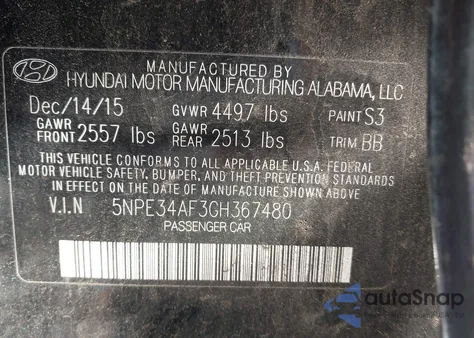 MANUFACTURED BY
HYUNDAI MOTOR MANUFACTURING ALABAMA, LLC
Dec/14/15 GVWR 4497 lbs PAINT S3
GAWR FRONT 2557 lbs GAWR REAR 2513 lbs TRIM BB
THIS VEHICLE CONFORMS TO ALL APPLICABLE U.S.A. FEDERAL
MOTOR VEHICLE SAFETY, BUMPER, AND THEFT PREVENTION STANDARDS
IN EFFECT ON THE DATE OF MANUFACTURE SHOWN ABOVE
V.I.N 5NPE34AF3GH367480
PASSENGER CAR
autoSnap